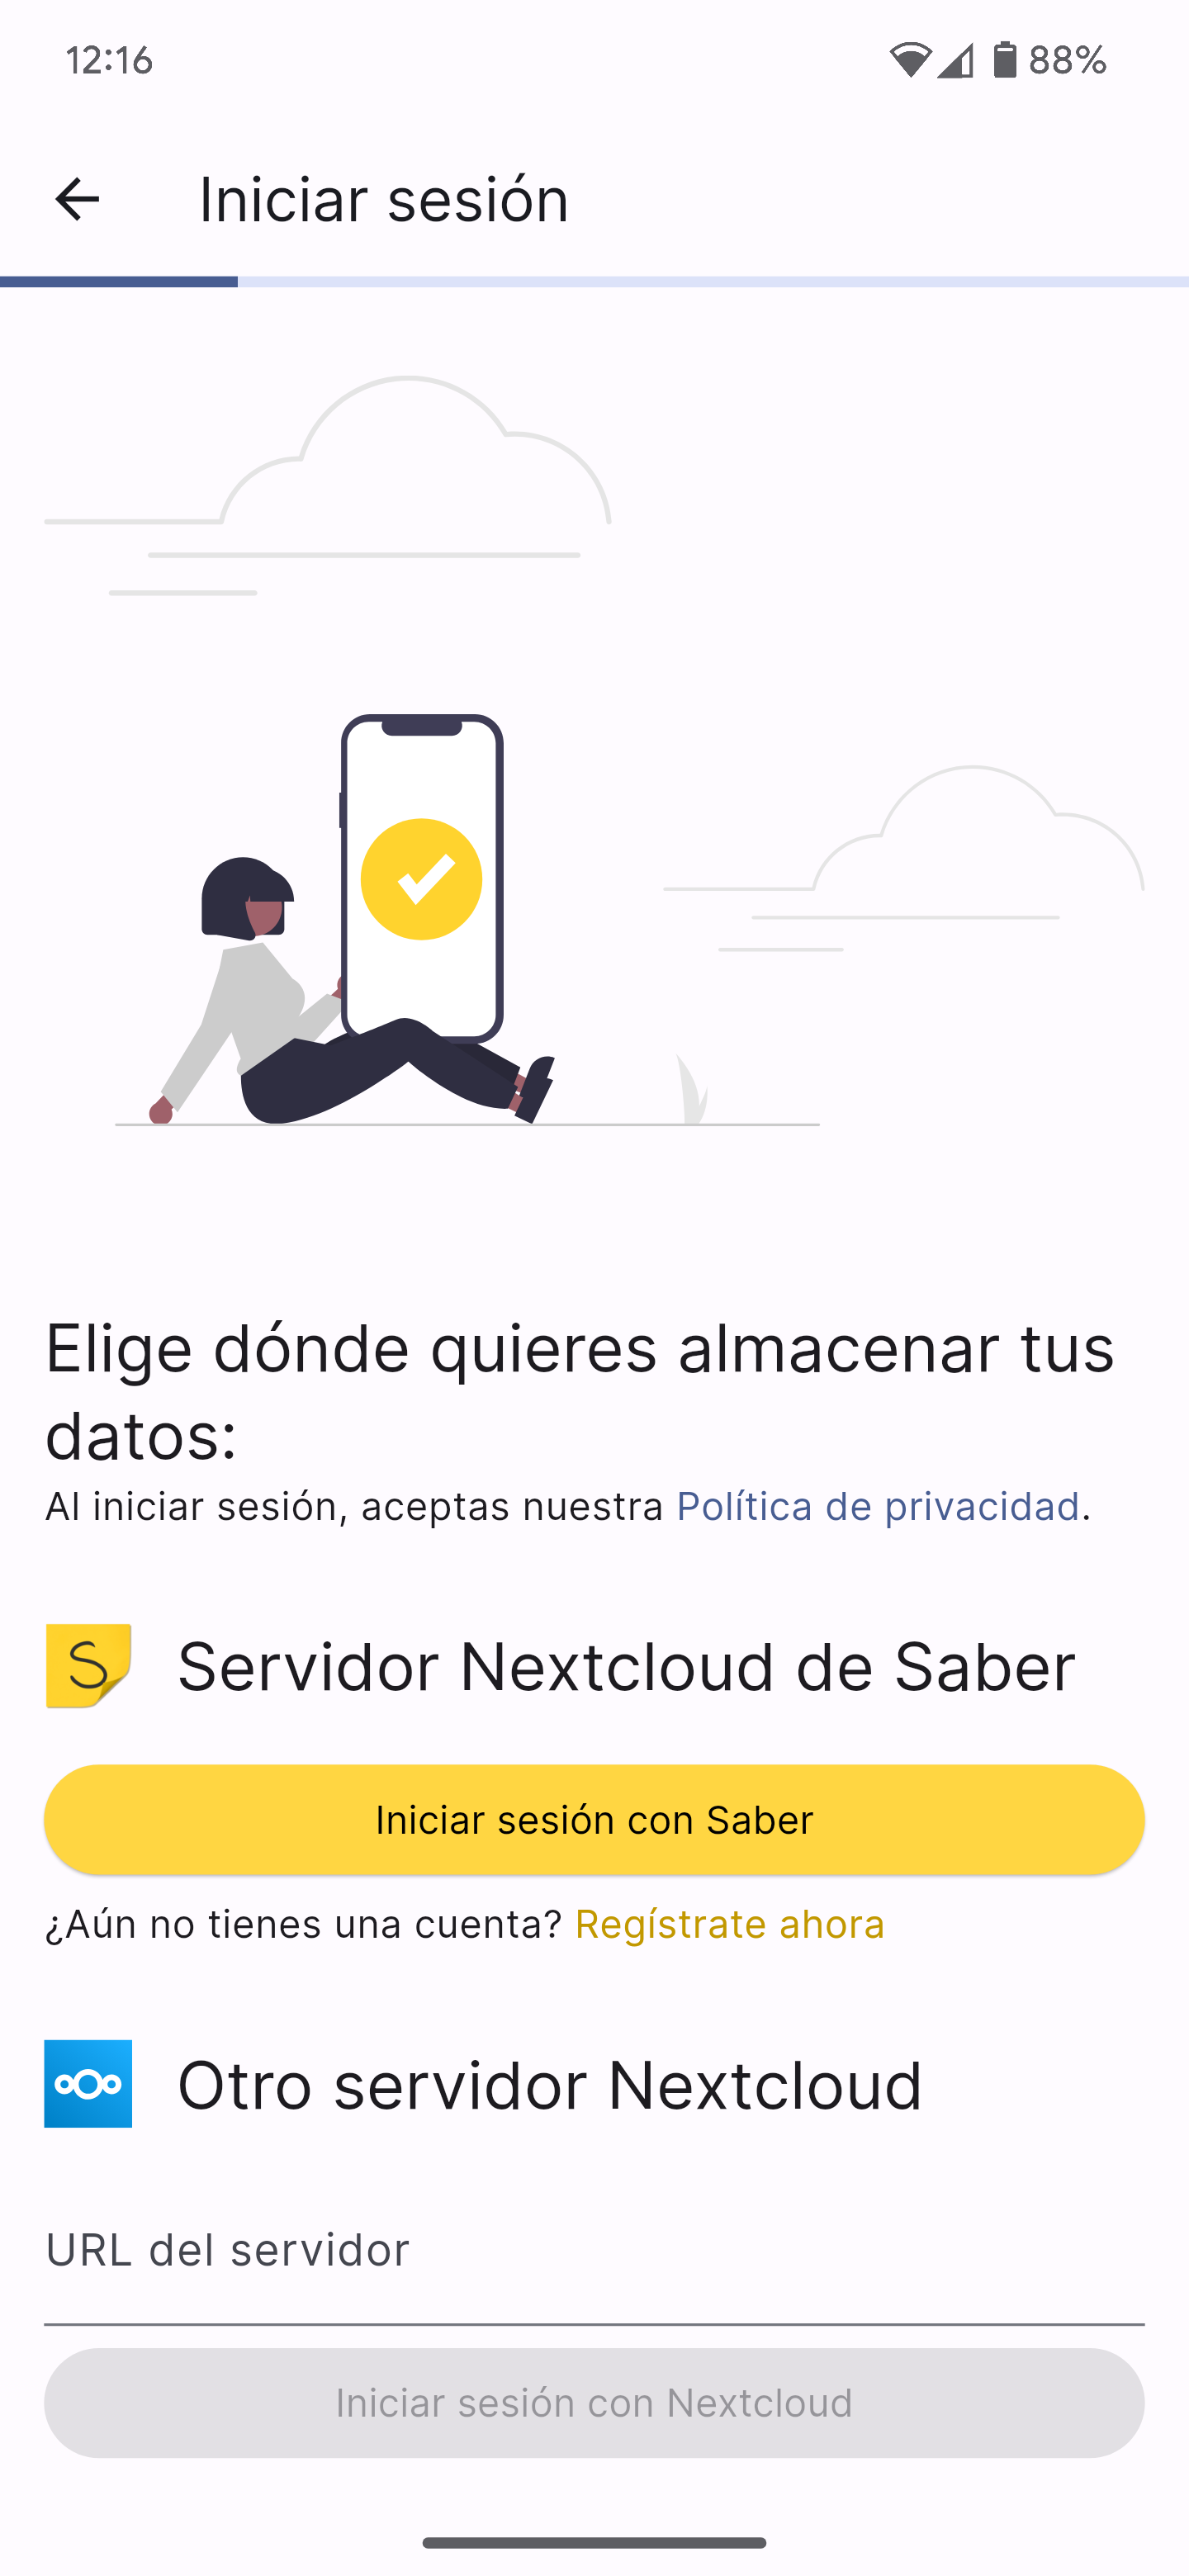 12:16
88%
Iniciar sesión
Elige dónde quieres almacenar tus
datos:
Al iniciar sesión, aceptas nuestra Política de privacidad.
S
Servidor Nextcloud de Saber
Iniciar sesión con Saber
¿Aún no tienes una cuenta? Regístrate ahora
Otro servidor Nextcloud
URL del servidor
Iniciar sesión con Nextcloud